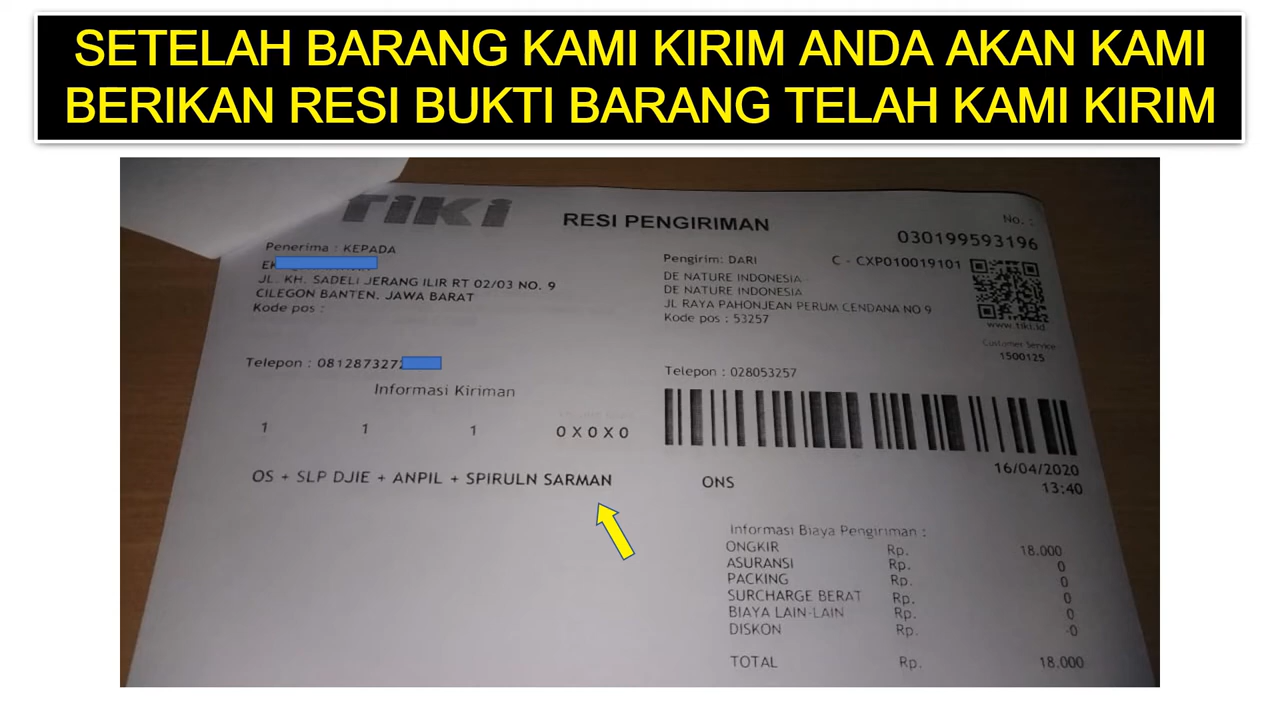 SETELAH BARANG KAMI KIRIM ANDA AKAN KAMI
BERIKAN RESI BUKTI BARANG TELAH KAMI KIRIM
TiKi
RESI PENGIRIMAN
No. :
030199593196
Penerima : KEPADA
JL. KH. SADELI JERANG ILIR RT 02/03 NO. 9
CILEGON BANTEN, JAWA BARAT
Kode pos :
Telepon : 0812873272
Pengirim: DARI
C - CXP010019101
DE NATURE INDONESIA
DE NATURE INDONESIA
JL RAYA PAHONJEAN PERUM CENDANA NO 9
Kode pos : 53257
www.tiki.id
Customer Service
1500125
Telepon : 028053257
Informasi Kiriman
1 1 1 0 X 0 X 0
OS + SLP DJIE + ANPIL + SPIRULN SARMAN
16/04/2020
13:40
ONS
Informasi Biaya Pengiriman :
ONGKIR Rp. 18.000
ASURANSI Rp. 0
PACKING Rp. 0
SURCHARGE BERAT Rp. 0
BIAYA LAIN-LAIN Rp. 0
DISKON Rp. -0
TOTAL Rp. 18.000